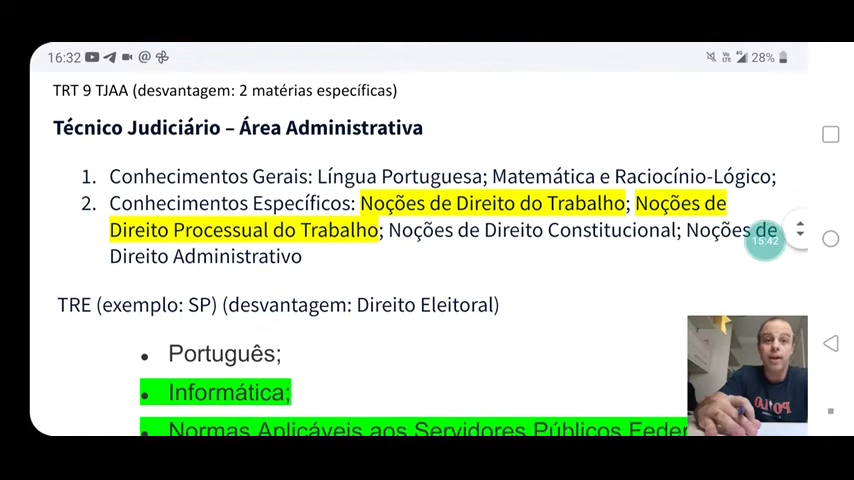 16:32
28%
TRT 9 TJAA (desvantagem: 2 matérias específicas)
Técnico Judiciário – Área Administrativa
1. Conhecimentos Gerais: Língua Portuguesa; Matemática e Raciocínio-Lógico;
2. Conhecimentos Específicos: Noções de Direito do Trabalho; Noções de
Direito Processual do Trabalho; Noções de Direito Constitucional; Noções de
15:42
Direito Administrativo
TRE (exemplo: SP) (desvantagem: Direito Eleitoral)
• Português;
• Informática;
• Normas Aplicáveis aos Servidores Públicos Feder